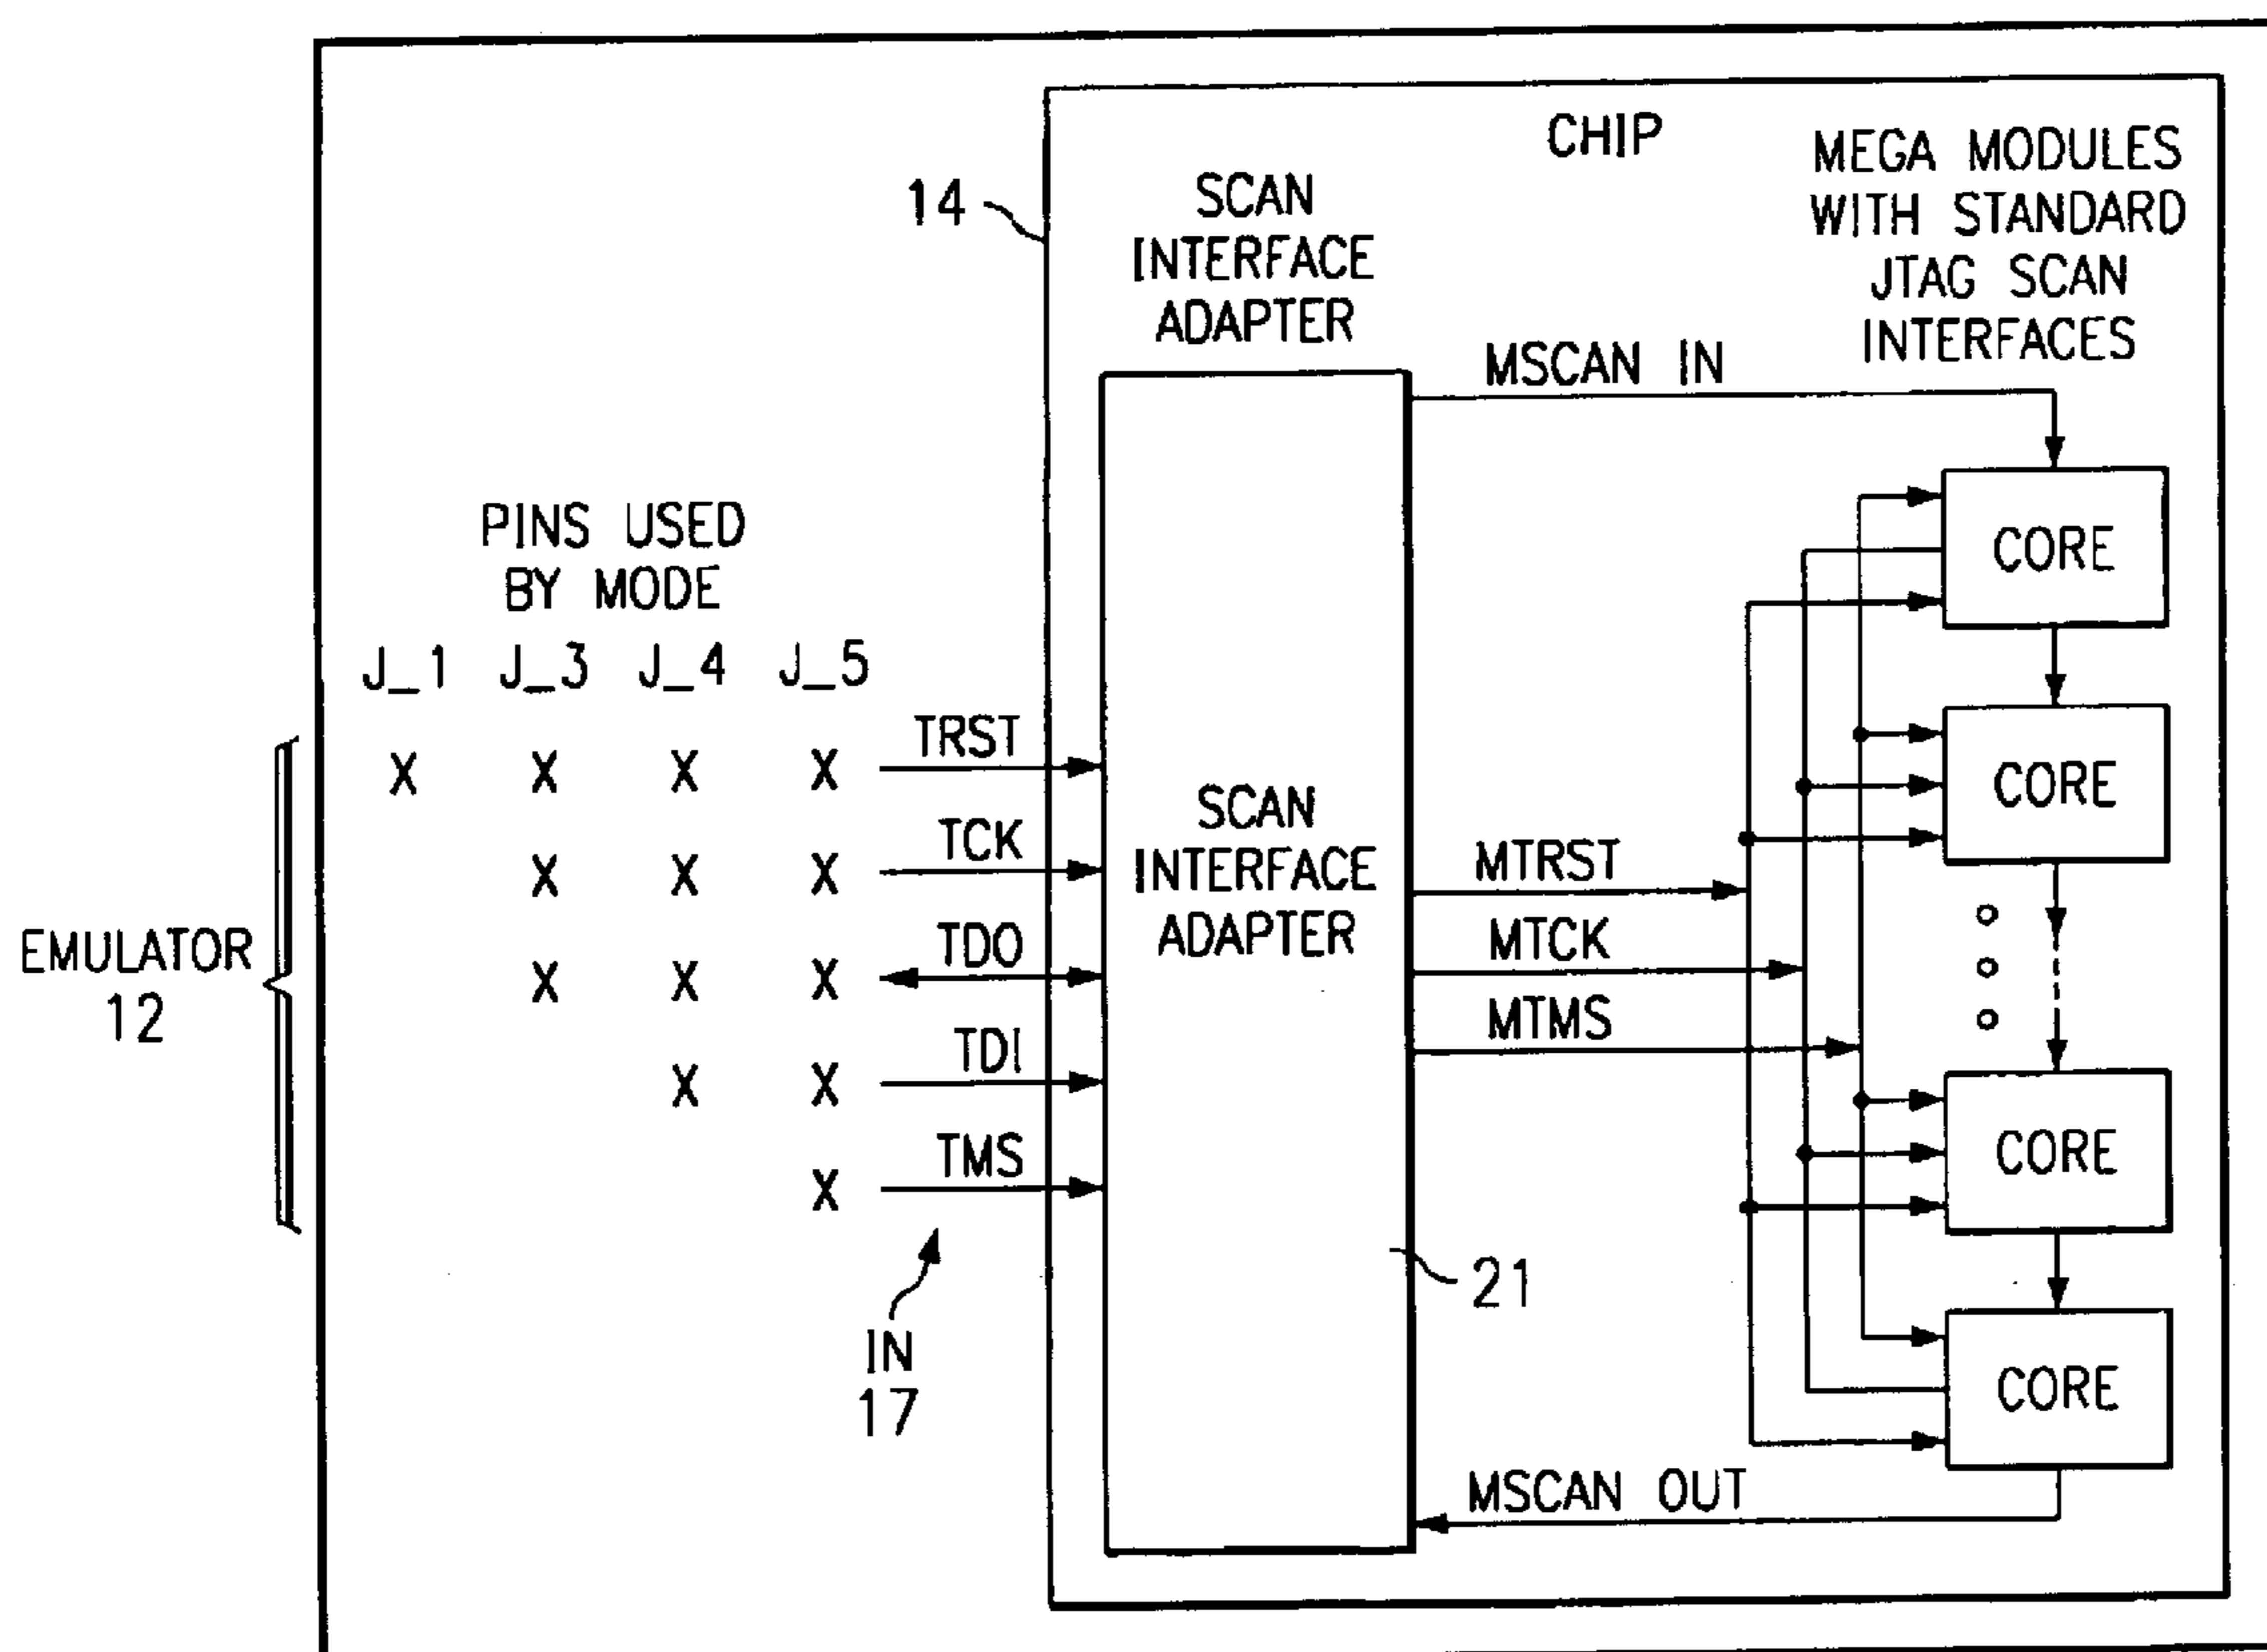 CHIP
MEGA MODULES
WITH STANDARD
JTAG SCAN
INTERFACES
14
SCAN
INTERFACE
ADAPTER
MSCAN IN
PINS USED
BY MODE
J_1 J_3 J_4 J_5
X X X X TRST
X X X TCK
X X X TDO
X X TDI
X TMS
EMULATOR
12
IN
17
SCAN
INTERFACE
ADAPTER
21
MTRST
MTCK
MTMS
MSCAN OUT
CORE
CORE
CORE
CORE